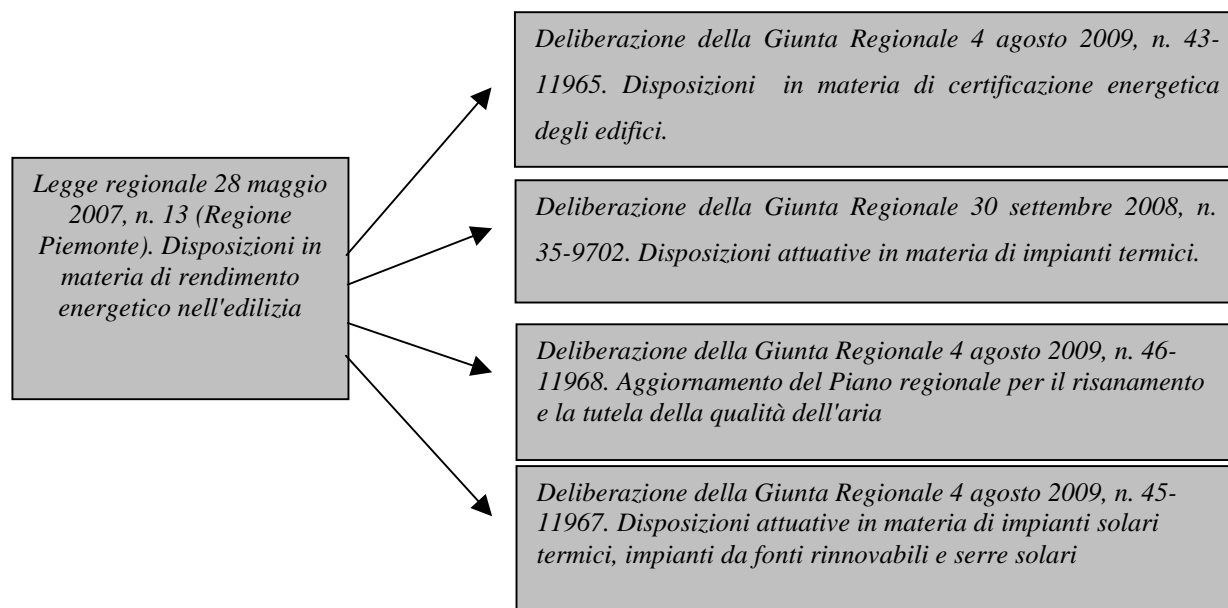 Legge regionale 28 maggio
2007, n. 13 (Regione
Piemonte). Disposizioni in
materia di rendimento
energetico nell'edilizia
Deliberazione della Giunta Regionale 4 agosto 2009, n. 43-
11965. Disposizioni in materia di certificazione energetica
degli edifici.
Deliberazione della Giunta Regionale 30 settembre 2008, n.
35-9702. Disposizioni attuative in materia di impianti termici.
Deliberazione della Giunta Regionale 4 agosto 2009, n. 46-
11968. Aggiornamento del Piano regionale per il risanamento
e la tutela della qualità dell'aria
Deliberazione della Giunta Regionale 4 agosto 2009, n. 45-
11967. Disposizioni attuative in materia di impianti solari
termici, impianti da fonti rinnovabili e serre solari